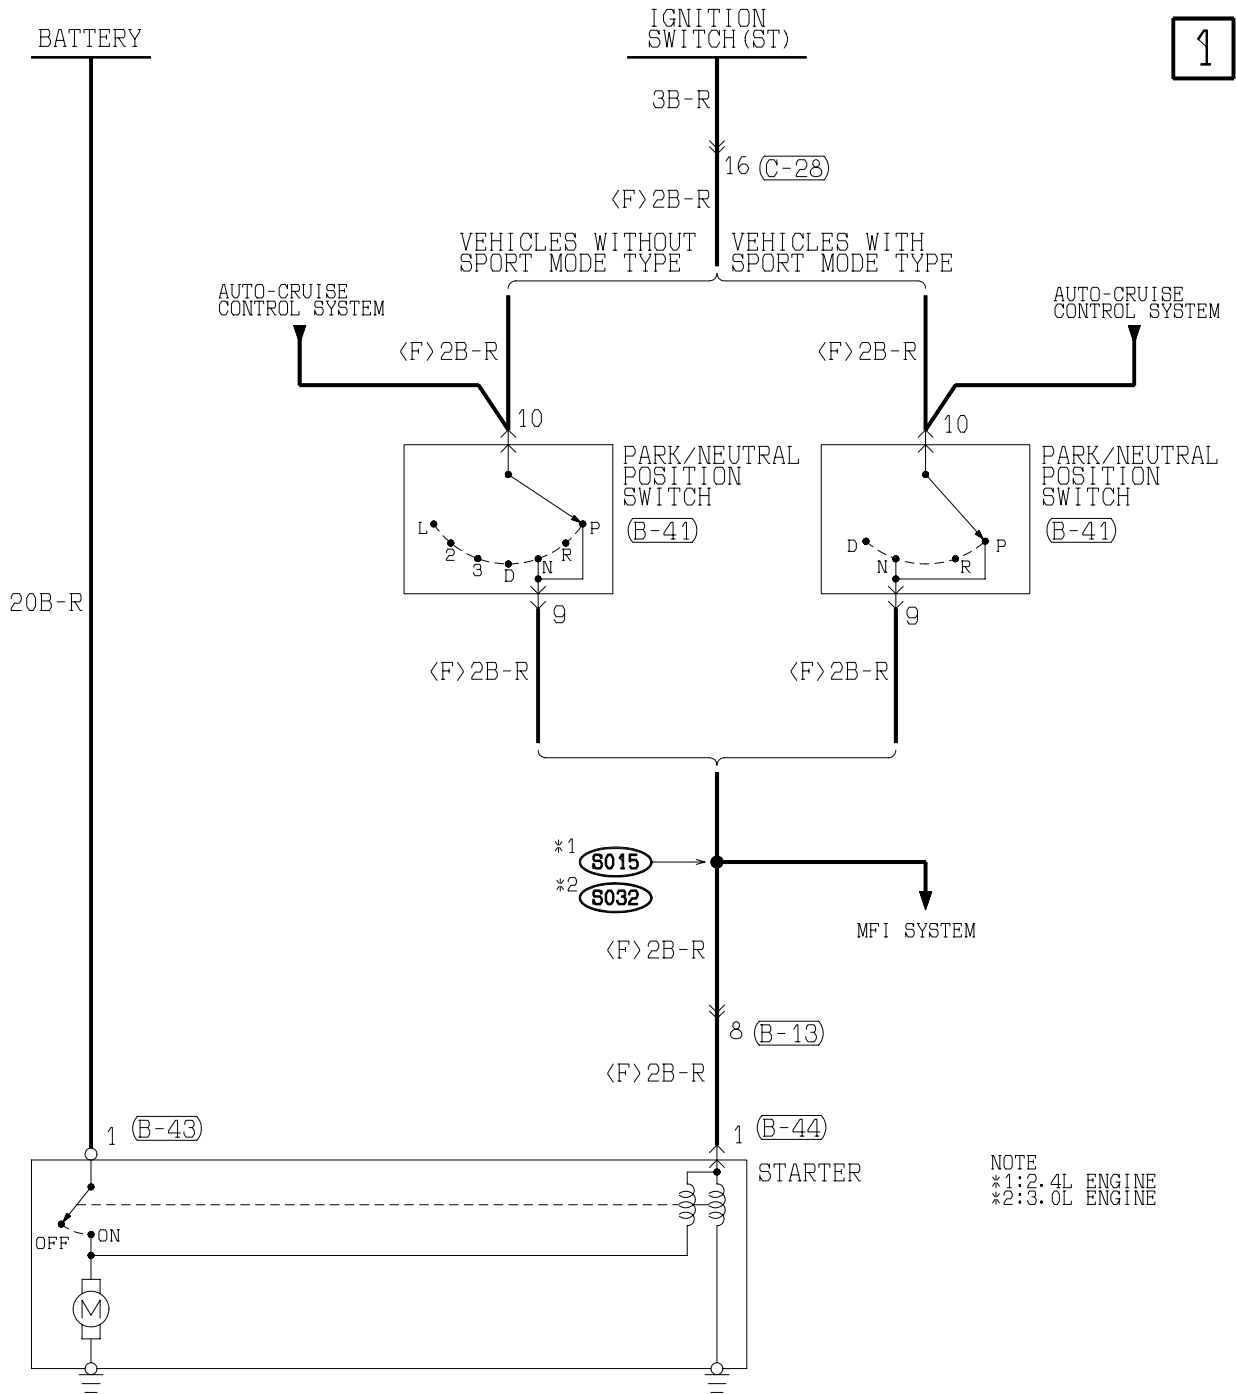 BATTERY
IGNITION
SWITCH(ST)
1
3B-R
16 (C-28)
<F>2B-R
VEHICLES WITHOUT
SPORT MODE TYPE
VEHICLES WITH
SPORT MODE TYPE
AUTO-CRUISE
CONTROL SYSTEM
AUTO-CRUISE
CONTROL SYSTEM
<F>2B-R
<F>2B-R
10
10
PARK/NEUTRAL
POSITION
SWITCH
(B-41)
PARK/NEUTRAL
POSITION
SWITCH
(B-41)
L 2 3 D N R P
D N R P
20B-R
9
9
<F>2B-R
<F>2B-R
*1 S015
*2 S032
MFI SYSTEM
<F>2B-R
8 (B-13)
<F>2B-R
1 (B-43)
1 (B-44)
STARTER
OFF ON
M
NOTE
*1:2.4L ENGINE
*2:3.0L ENGINE